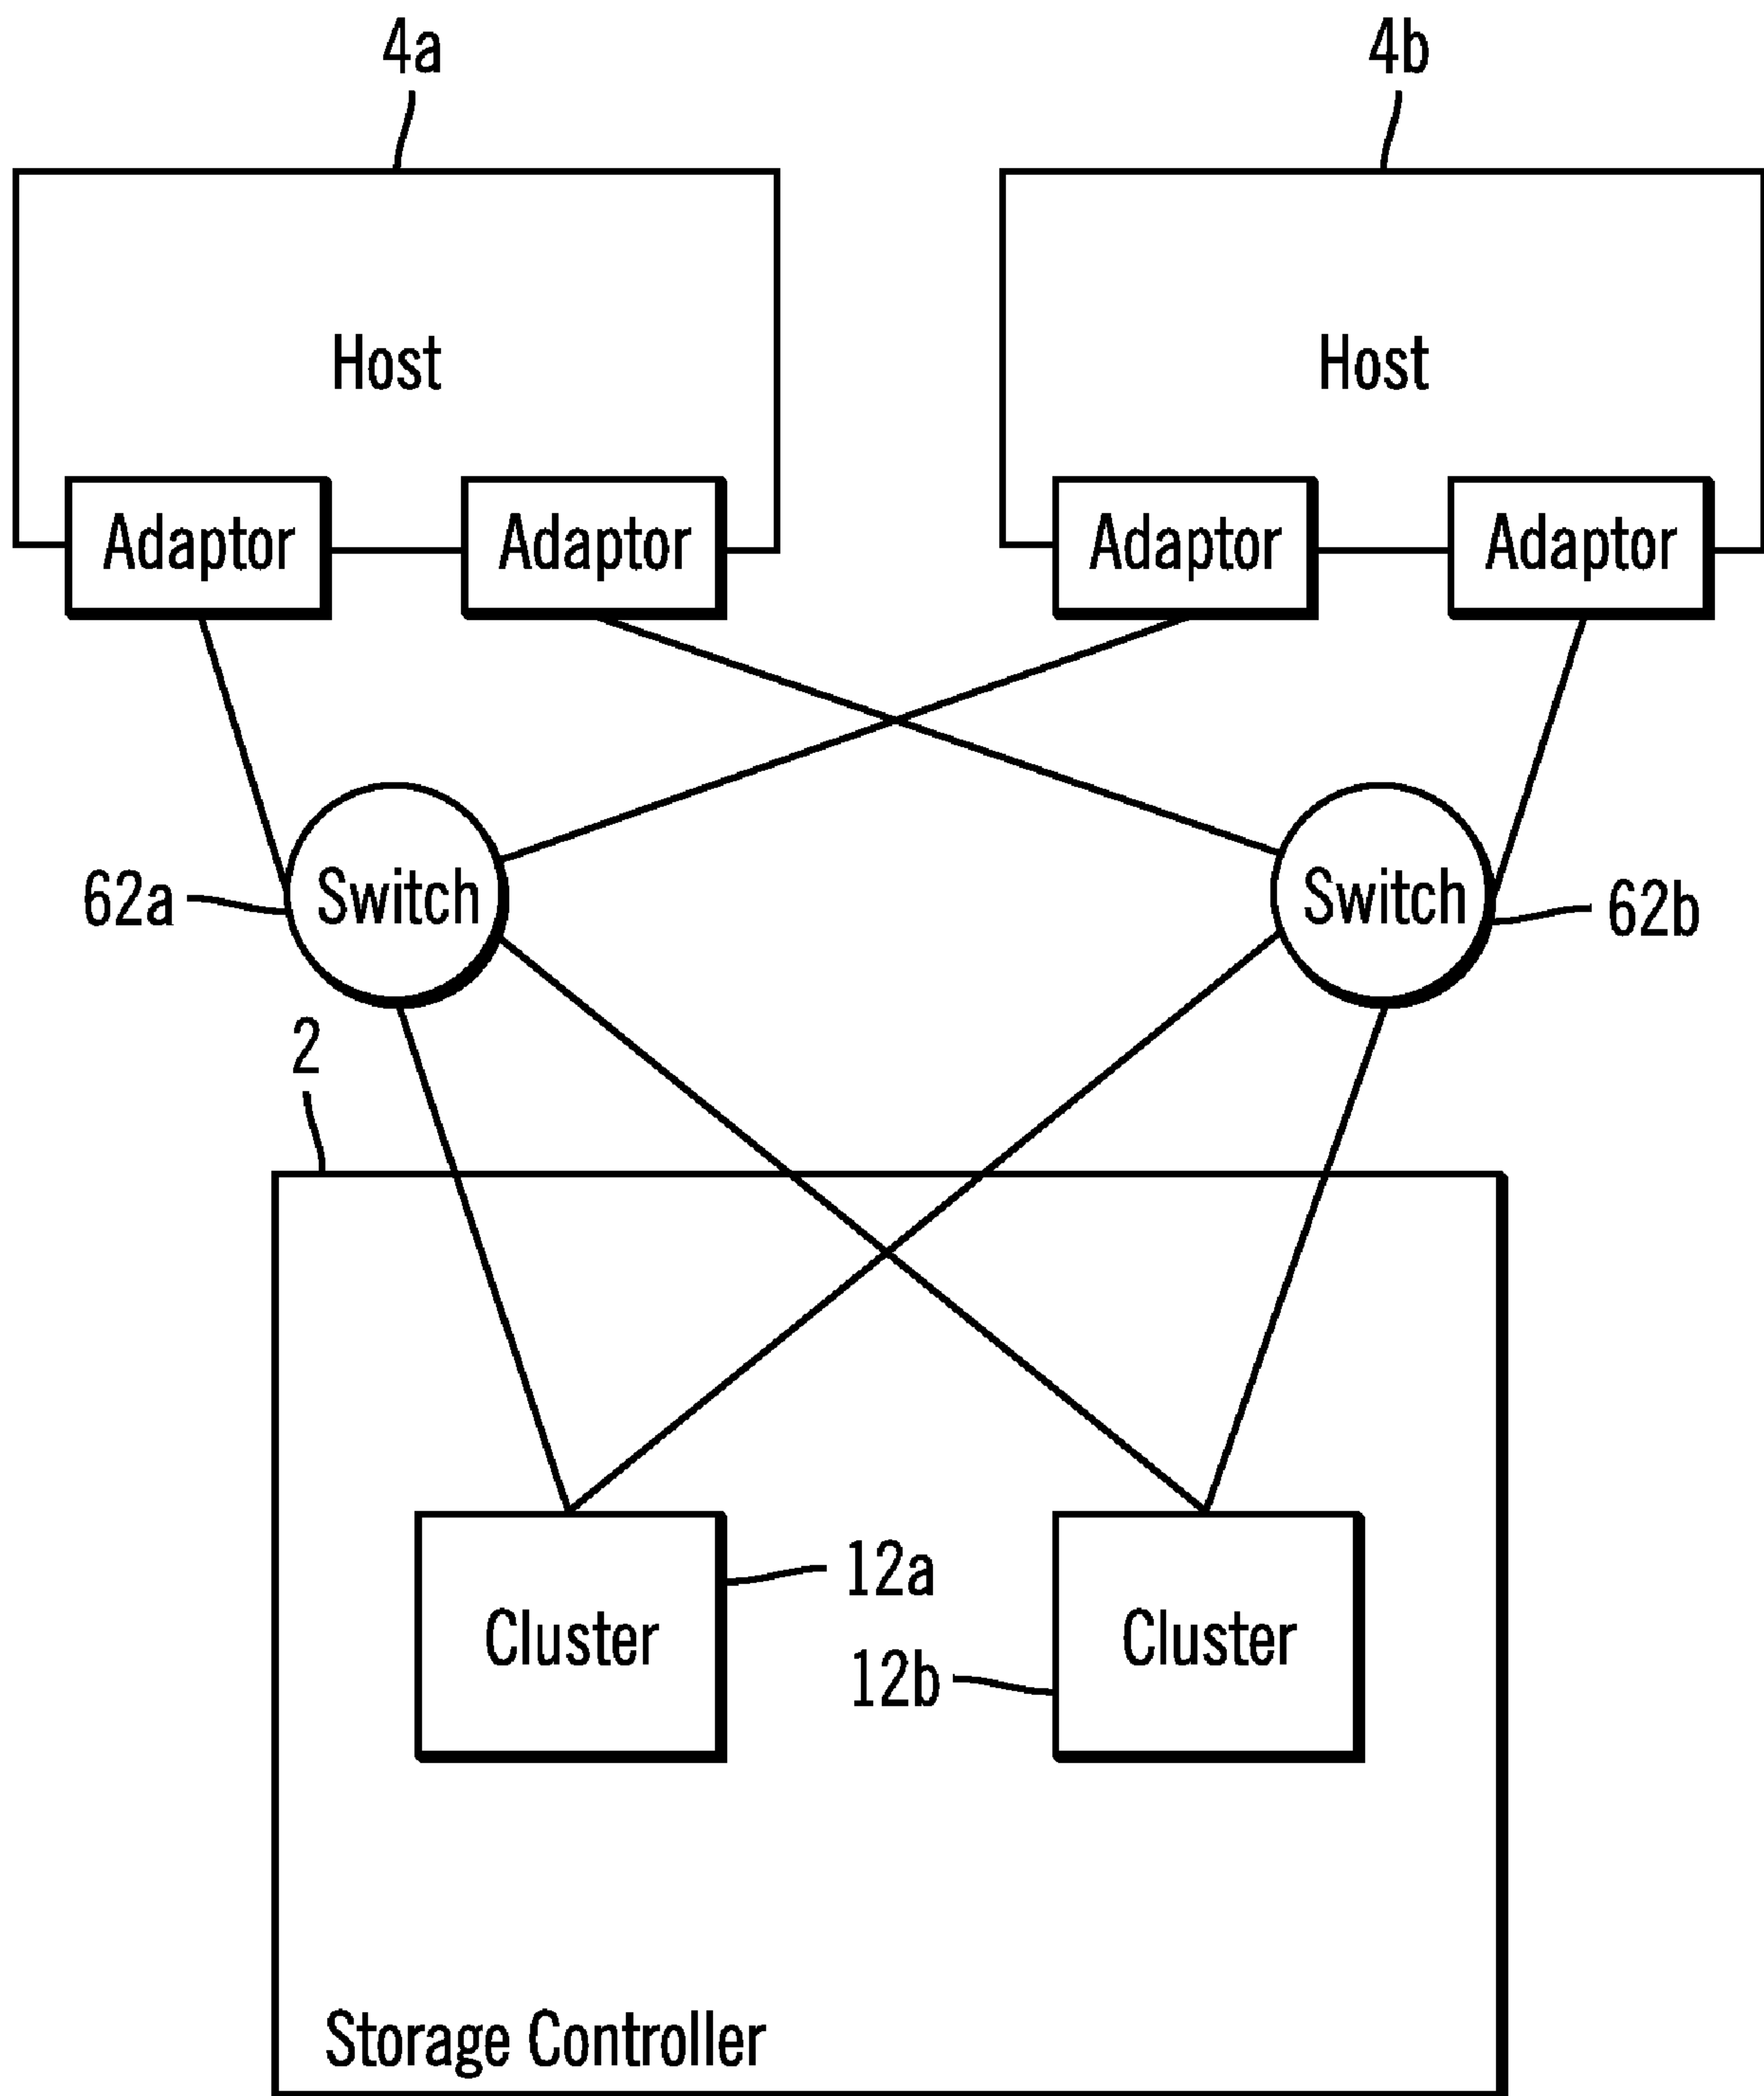 4a
4b
Host
Host
Adaptor
Adaptor
Adaptor
Adaptor
62a
Switch
Switch
62b
2
12a
Cluster
12b
Cluster
Storage Controller